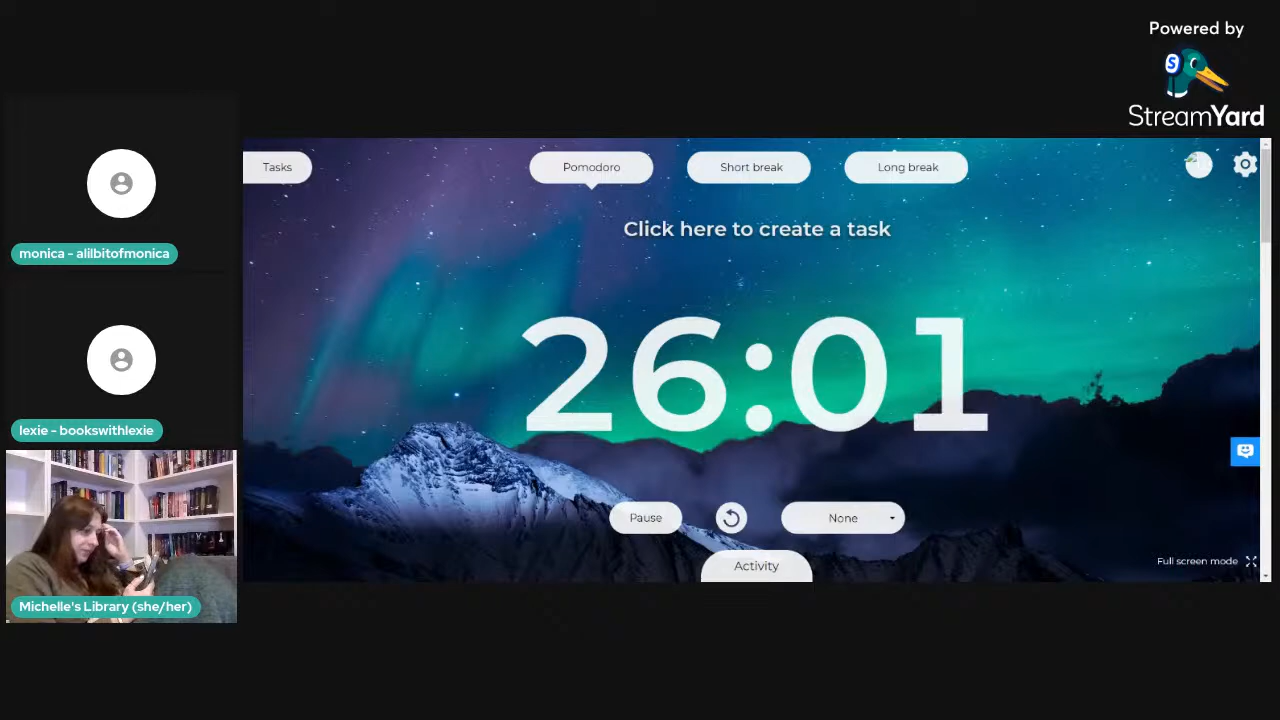 Powered by
StreamYard
Tasks
Pomodoro
Short break
Long break
Click here to create a task
26:01
Pause
None
Activity
Full screen mode
monica - alilbitofmonica
lexie - bookswithlexie
Michelle's Library (she/her)